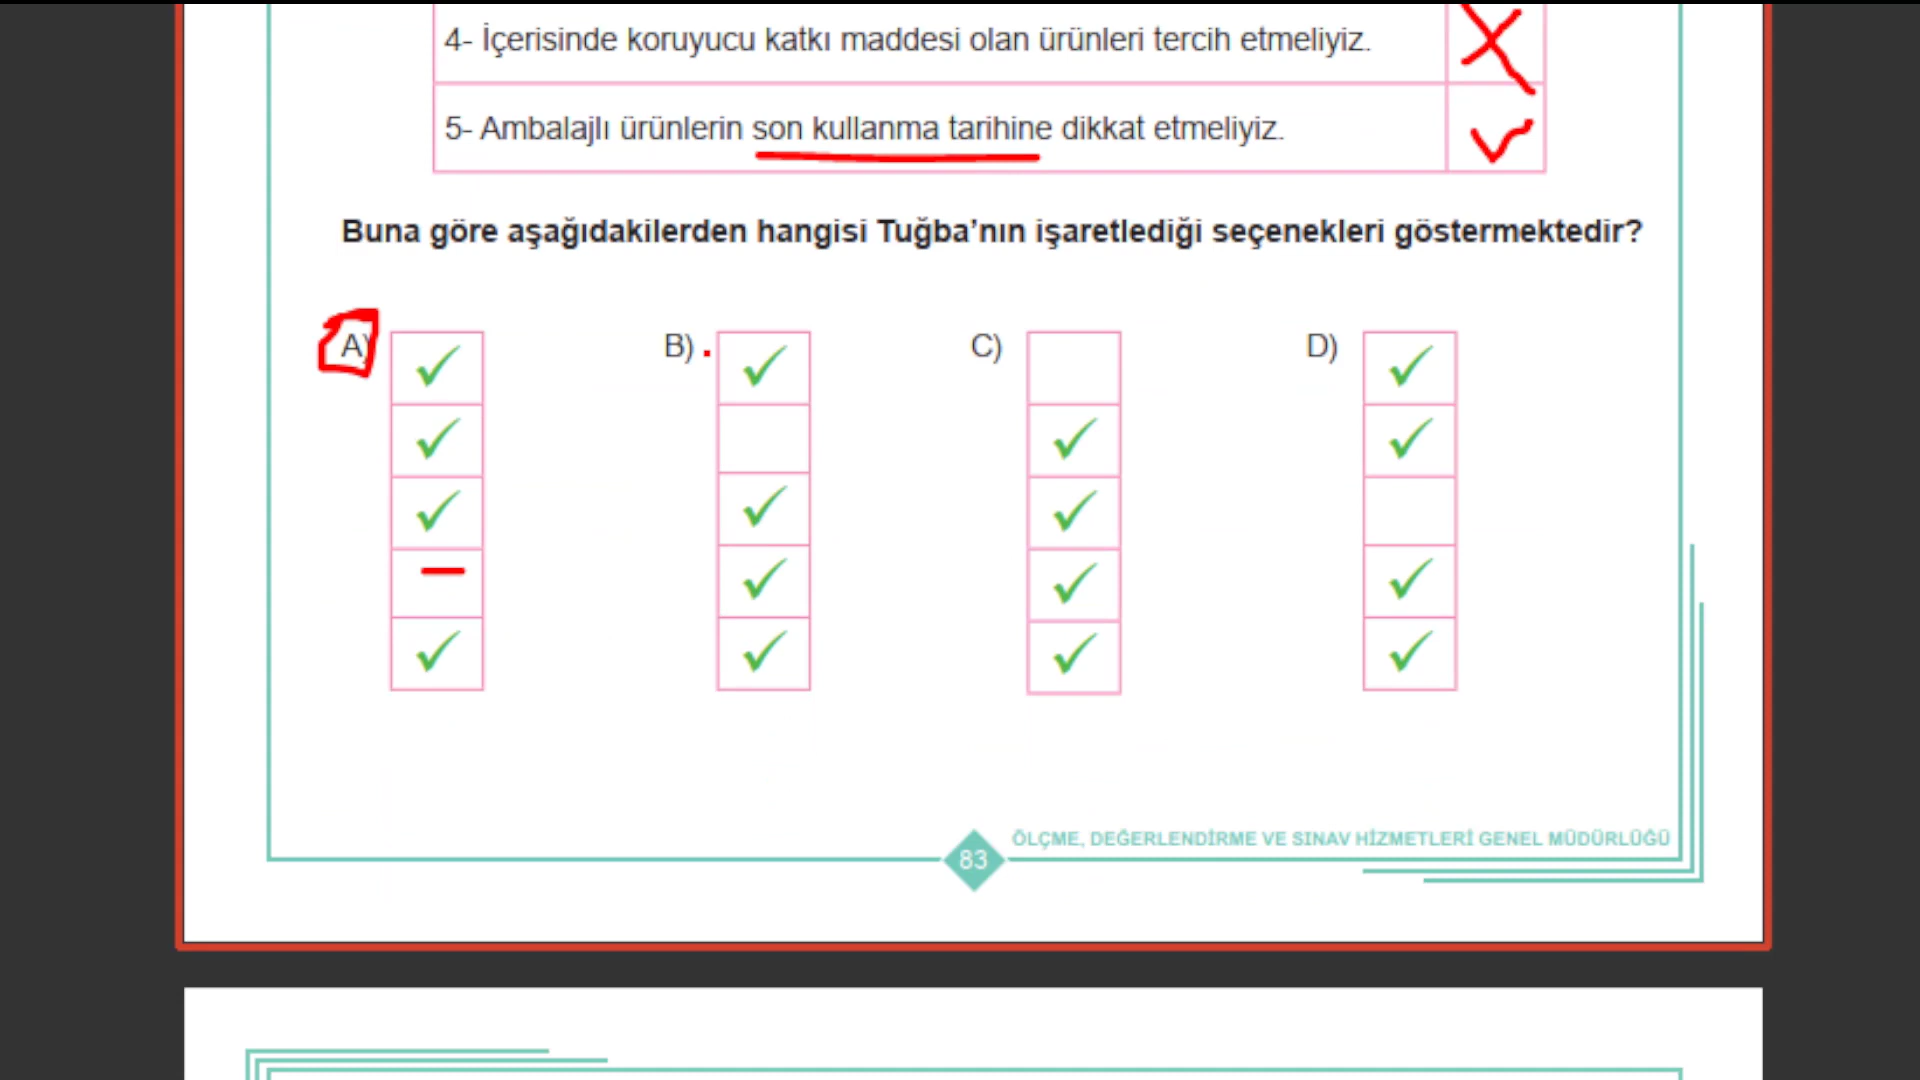 4- İçerisinde koruyucu katkı maddesi olan ürünleri tercih etmeliyiz.
5- Ambalajlı ürünlerin son kullanma tarihine dikkat etmeliyiz.
Buna göre aşağıdakilerden hangisi Tuğba’nın işaretlediği seçenekleri göstermektedir?
A) B) C) D)
ÖLÇME, DEĞERLENDİRME VE SINAV HİZMETLERİ GENEL MÜDÜRLÜĞÜ
83